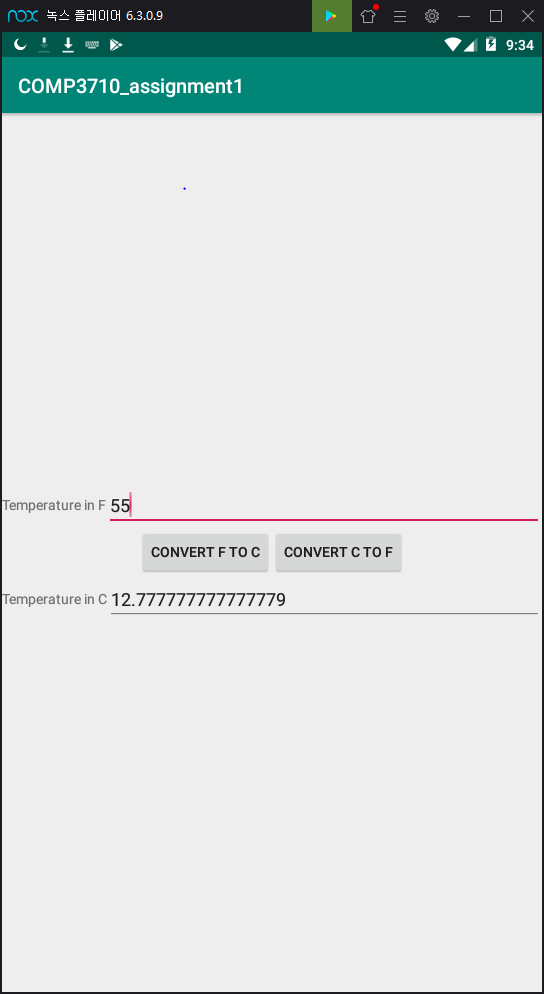 nox 녹스 플레이어 6.3.0.9
9:34
COMP3710_assignment1
Temperature in F 55
CONVERT F TO C CONVERT C TO F
Temperature in C 12.777777777777779